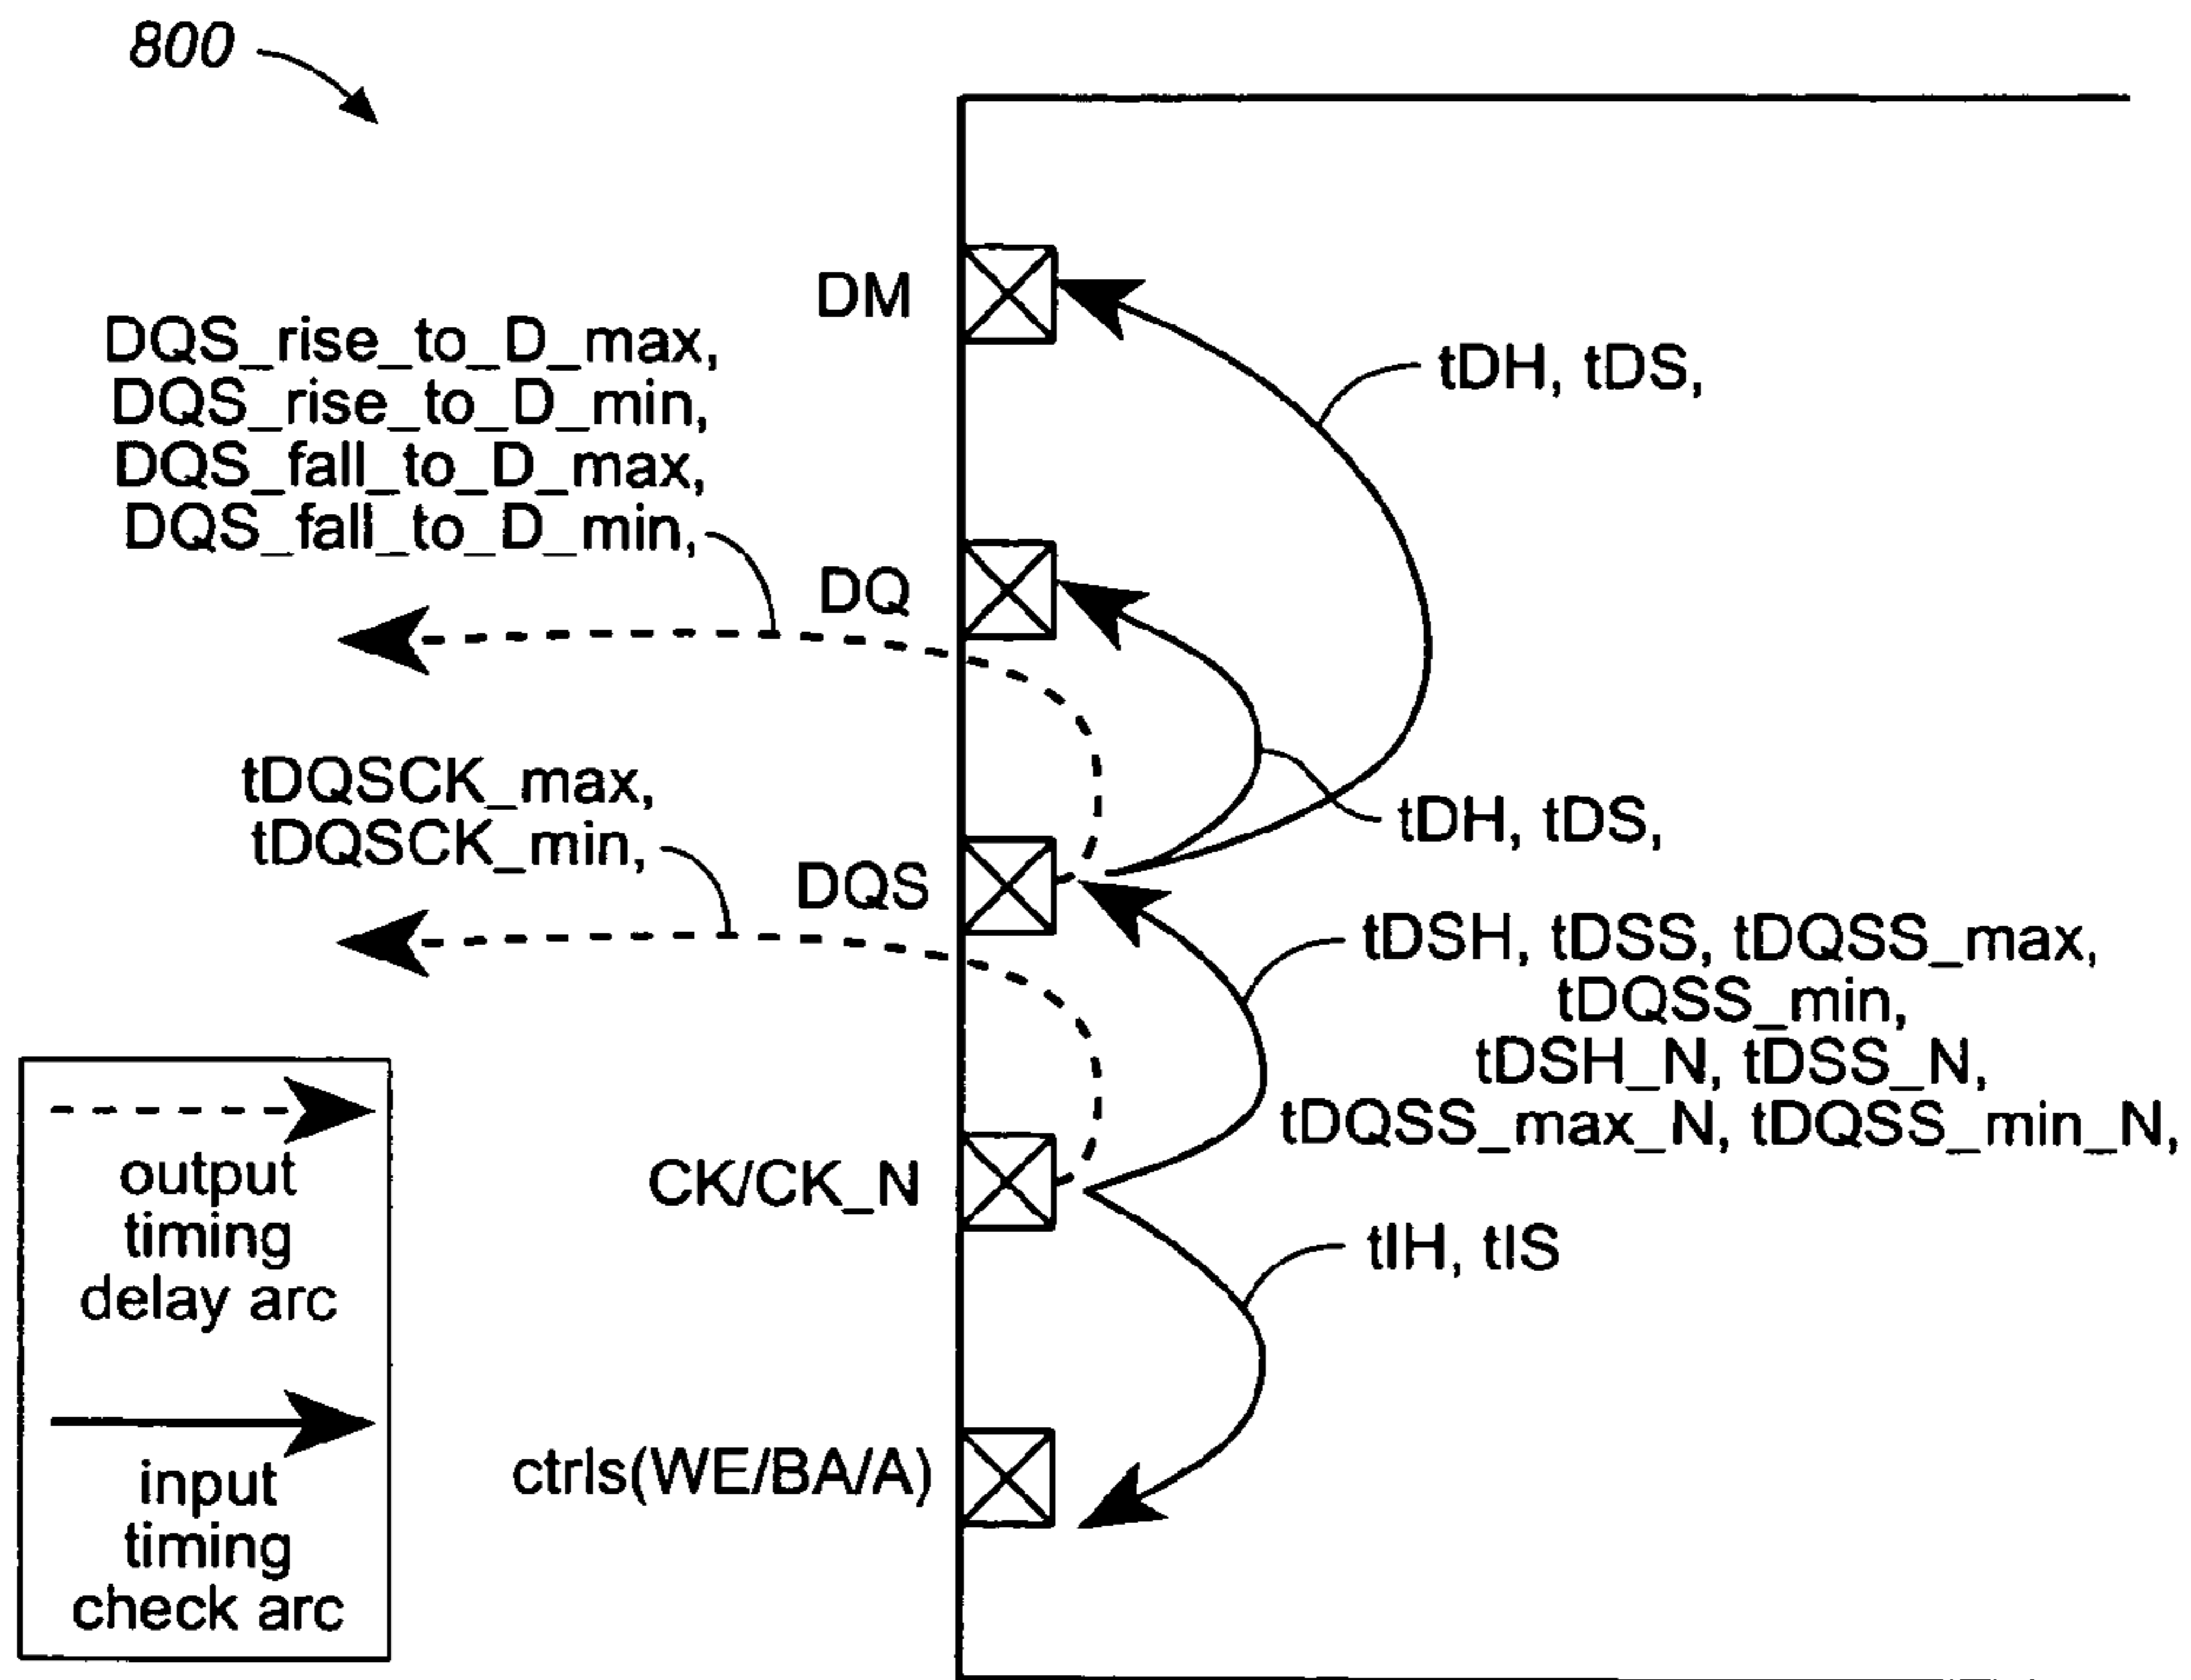 800
DM
DQS_rise_to_D_max,
DQS_rise_to_D_min,
DQS_fall_to_D_max,
DQS_fall_to_D_min,
tDH, tDS,
DQ
tDQSCK_max,
tDQSCK_min,
tDH, tDS,
DQS
tDSH, tDSS, tDQSS_max,
tDQSS_min,
tDSH_N, tDSS_N,
tDQSS_max_N, tDQSS_min_N,
CK/CK_N
tIH, tIS
ctrls(WE/BA/A)
output
timing
delay arc
input
timing
check arc